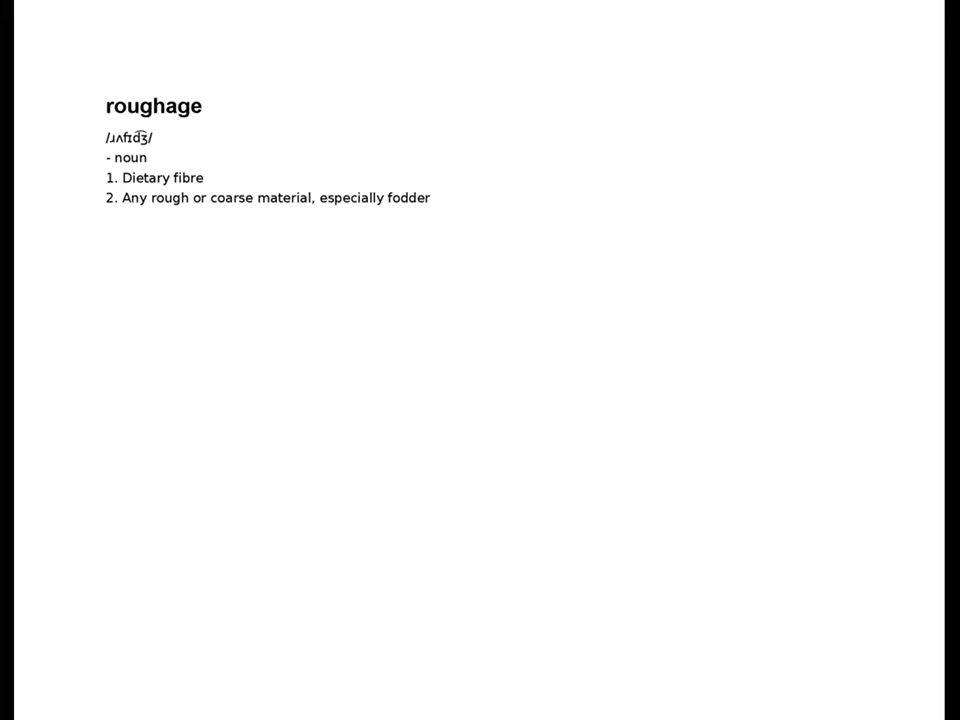 roughage
/ɹʌfɪd͡ʒ/
- noun
1. Dietary fibre
2. Any rough or coarse material, especially fodder